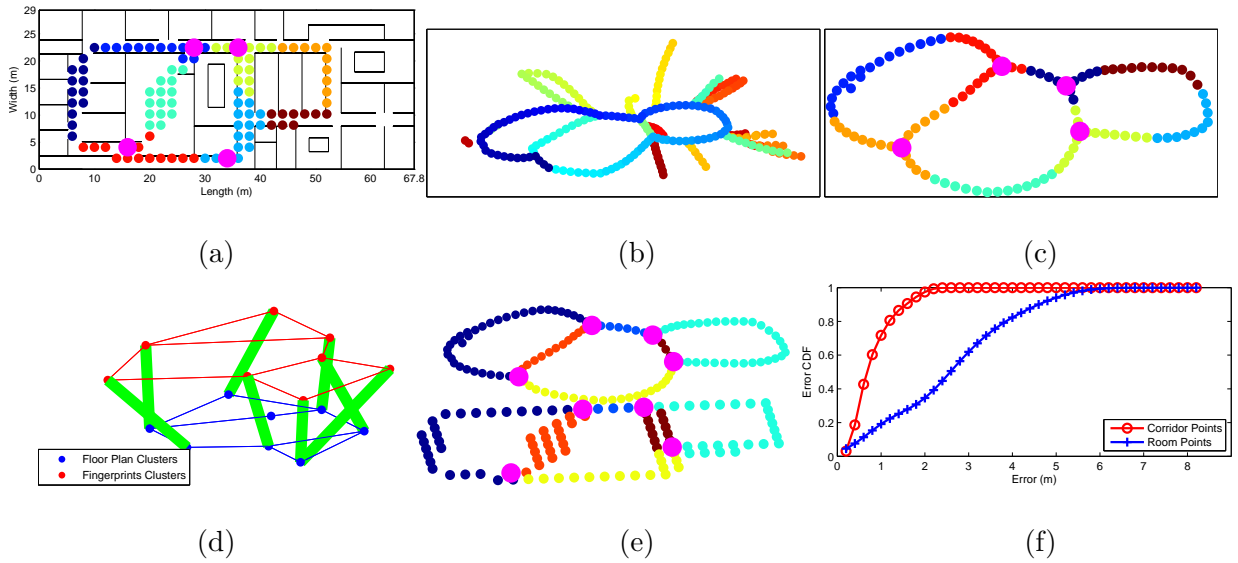 29
25
20
15
10
5
0
Width (m)
0 10 20 30 40 50 60 67.8
Length (m)
(a)
(b)
(c)
Floor Plan Clusters
Fingerprints Clusters
(d)
(e)
1
0.8
0.6
0.4
0.2
0
Error CDF
Corridor Points
Room Points
0 1 2 3 4 5 6 7 8
Error (m)
(f)